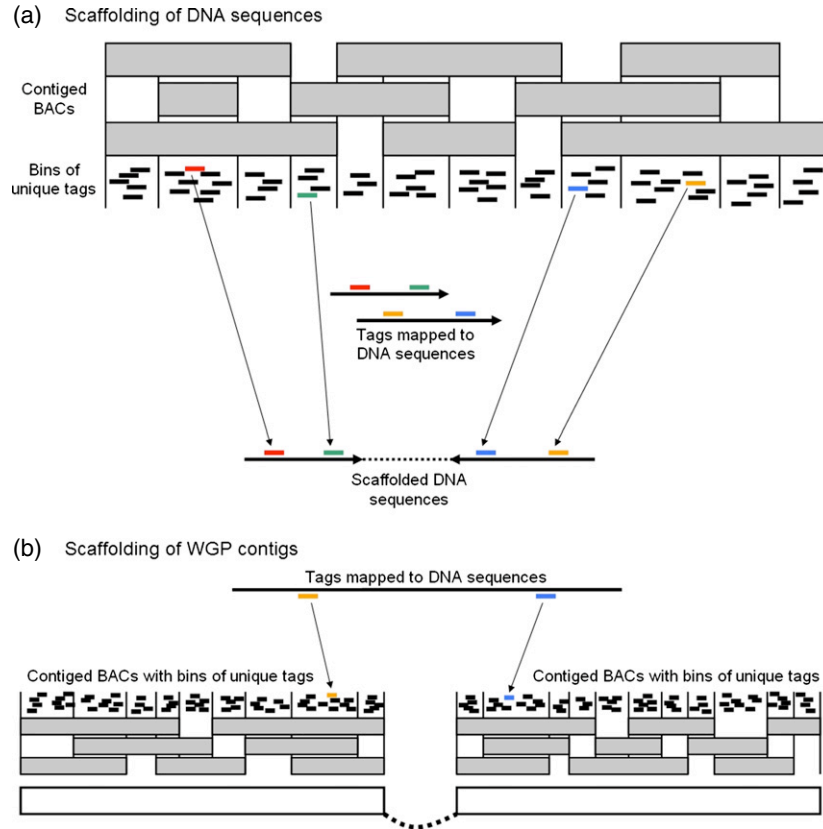 (a) Scaffolding of DNA sequences
Contiged
BACs
Bins of
unique tags
Tags mapped to
DNA sequences
Scaffolded DNA
sequences
(b) Scaffolding of WGP contigs
Tags mapped to DNA sequences
Contiged BACs with bins of unique tags
Contiged BACs with bins of unique tags